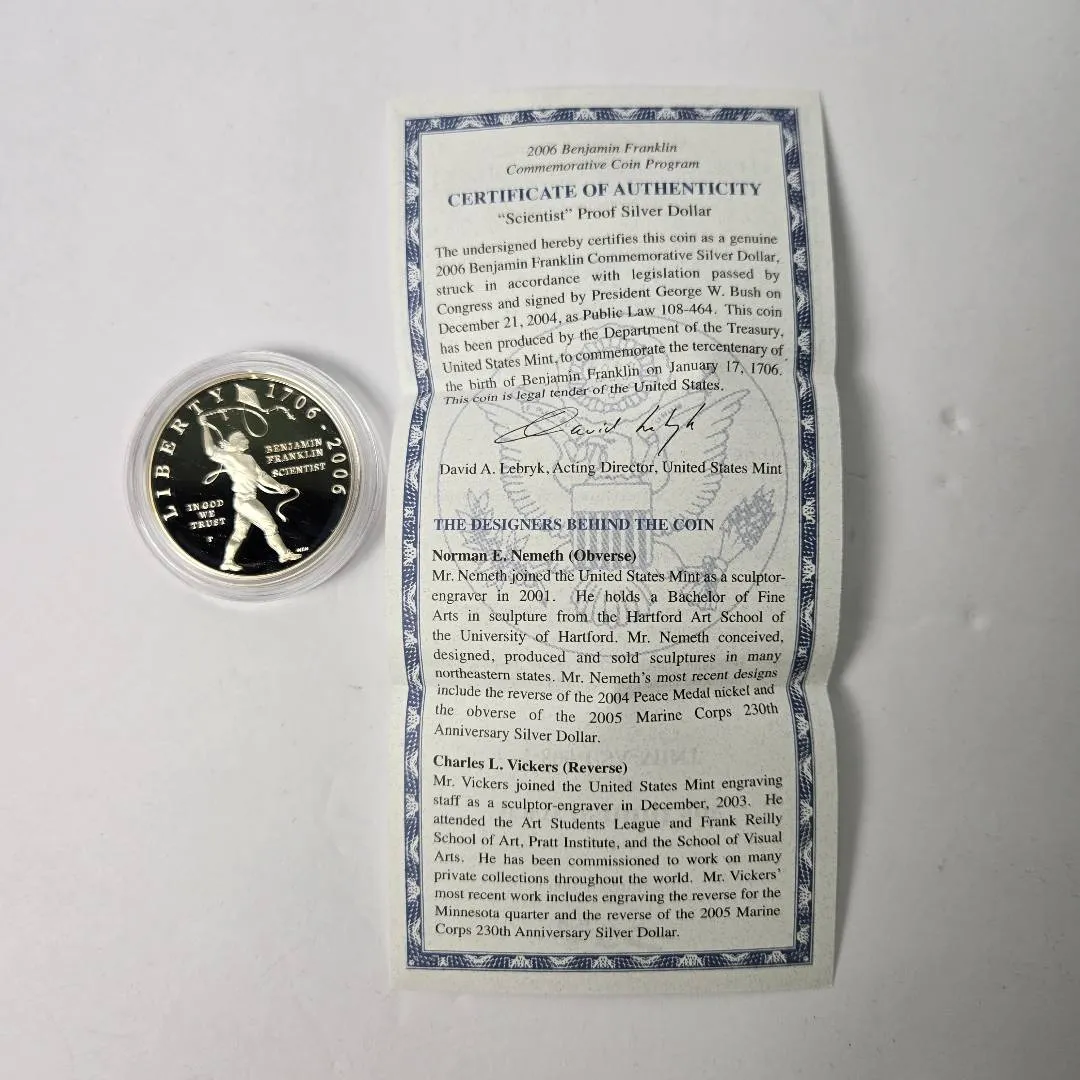 LIBERTY 1706-2006
BENJAMIN
FRANKLIN
SCIENTIST
IN GOD
WE
TRUST
P
2006 Benjamin Franklin
Commemorative Coin Program
CERTIFICATE OF AUTHENTICITY
"Scientist" Proof Silver Dollar
The undersigned hereby certifies this coin as a genuine
2006 Benjamin Franklin Commemorative Silver Dollar,
struck in accordance with legislation passed by
Congress and signed by President George W. Bush on
December 21, 2004, as Public Law 108-464. This coin
has been produced by the Department of the Treasury,
United States Mint, to commemorate the tercentenary of
the birth of Benjamin Franklin on January 17, 1706.
This coin is legal tender of the United States.
David A. Lebryk, Acting Director, United States Mint
THE DESIGNERS BEHIND THE COIN
Norman E. Nemeth (Obverse)
Mr. Nemeth joined the United States Mint as a sculptor-
engraver in 2001. He holds a Bachelor of Fine
Arts in sculpture from the Hartford Art School of
the University of Hartford. Mr. Nemeth conceived,
designed, produced and sold sculptures in many
northeastern states. Mr. Nemeth's most recent designs
include the reverse of the 2004 Peace Medal nickel and
the obverse of the 2005 Marine Corps 230th
Anniversary Silver Dollar.
Charles L. Vickers (Reverse)
Mr. Vickers joined the United States Mint engraving
staff as a sculptor-engraver in December, 2003. He
attended the Art Students League and Frank Reilly
School of Art, Pratt Institute, and the School of Visual
Arts. He has been commissioned to work on many
private collections throughout the world. Mr. Vickers'
most recent work includes engraving the reverse for the
Minnesota quarter and the reverse of the 2005 Marine
Corps 230th Anniversary Silver Dollar.